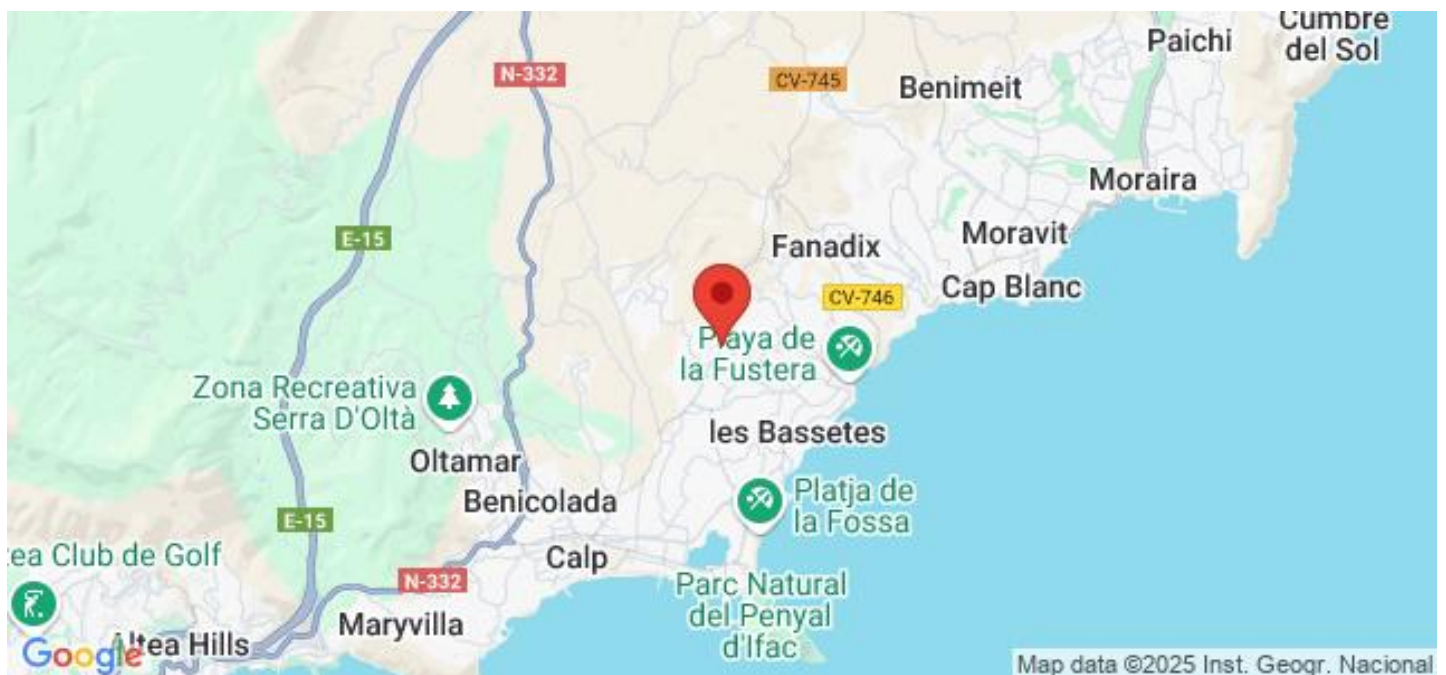 Cumbre
del Sol
Paichi
N-332
CV-745
Benimeit
Moraira
E-15
Fanadix
Moravit
Cap Blanc
CV-746
Playa de
la Fustera
Zona Recreativa
Serra D'Oltà
les Bassetes
Oltamar
Benicolada
Platja de
la Fossa
E-15
tea Club de Golf
Calp
N-332
Parc Natural
del Penyal
d'Ifac
Maryvilla
Altea Hills
Google
Map data ©2025 Inst. Geogr. Nacional